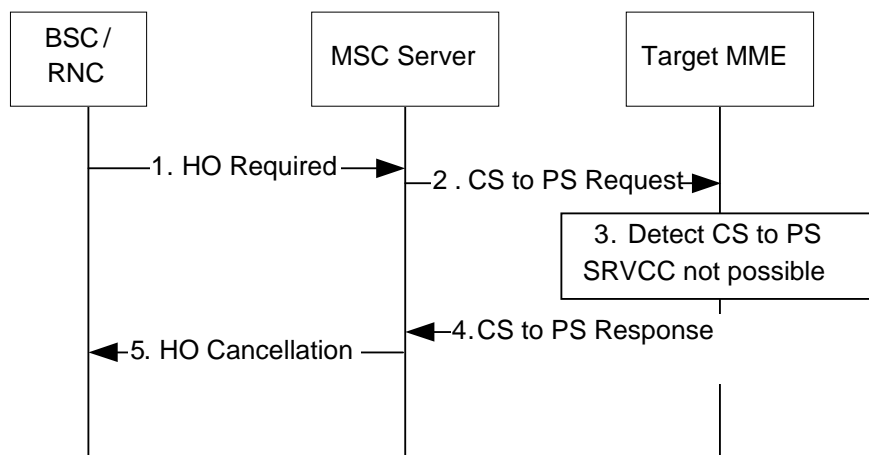 BSC/
RNC
MSC Server
Target MME
1. HO Required
2 . CS to PS Request
3. Detect CS to PS
SRVCC not possible
4. CS to PS Response
5. HO Cancellation